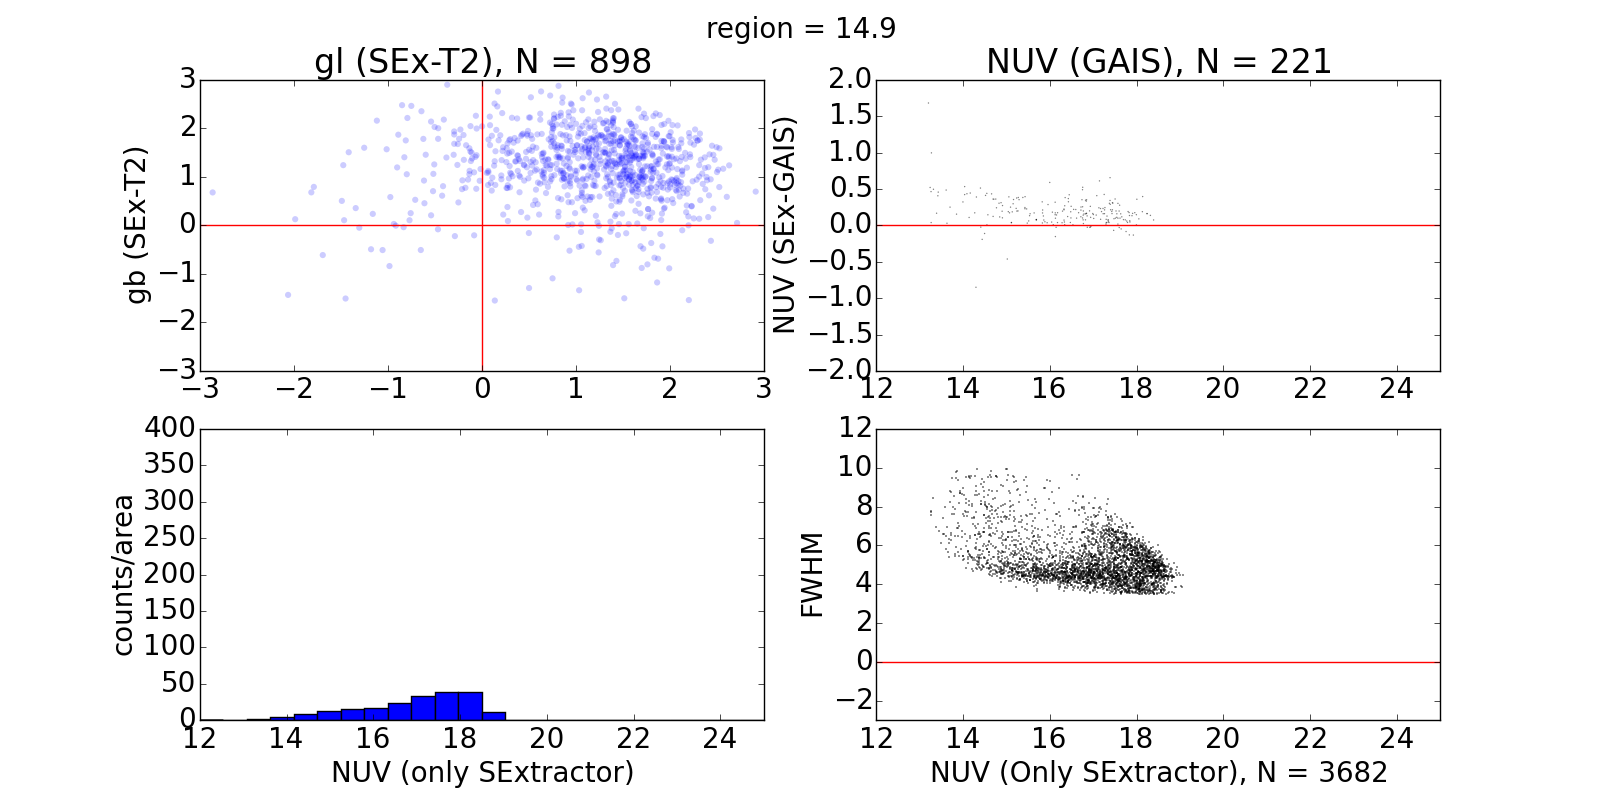 region = 14.9
gl (SEx-T2), N = 898
NUV (GAIS), N = 221
gb (SEx-T2)
3
2
1
0
−1
−2
−3
−3 −2 −1 0 1 2 3
NUV (SEx-GAIS)
2.0
1.5
1.0
0.5
0.0
−0.5
−1.0
−1.5
−2.0
12 14 16 18 20 22 24
counts/area
400
350
300
250
200
150
100
50
0
12 14 16 18 20 22 24
NUV (only SExtractor)
FWHM
12
10
8
6
4
2
0
−2
12 14 16 18 20 22 24
NUV (Only SExtractor), N = 3682